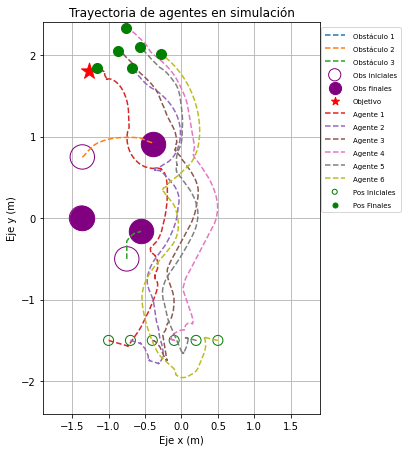 Trayectoria de agentes en simulación
Eje y (m)
2
1
0
−1
−2
−1.5
−1.0
−0.5
0.0
0.5
1.0
1.5
Eje x (m)
Obstáculo 1
Obstáculo 2
Obstáculo 3
Obs iniciales
Obs finales
Objetivo
Agente 1
Agente 2
Agente 3
Agente 4
Agente 5
Agente 6
Pos Iniciales
Pos Finales